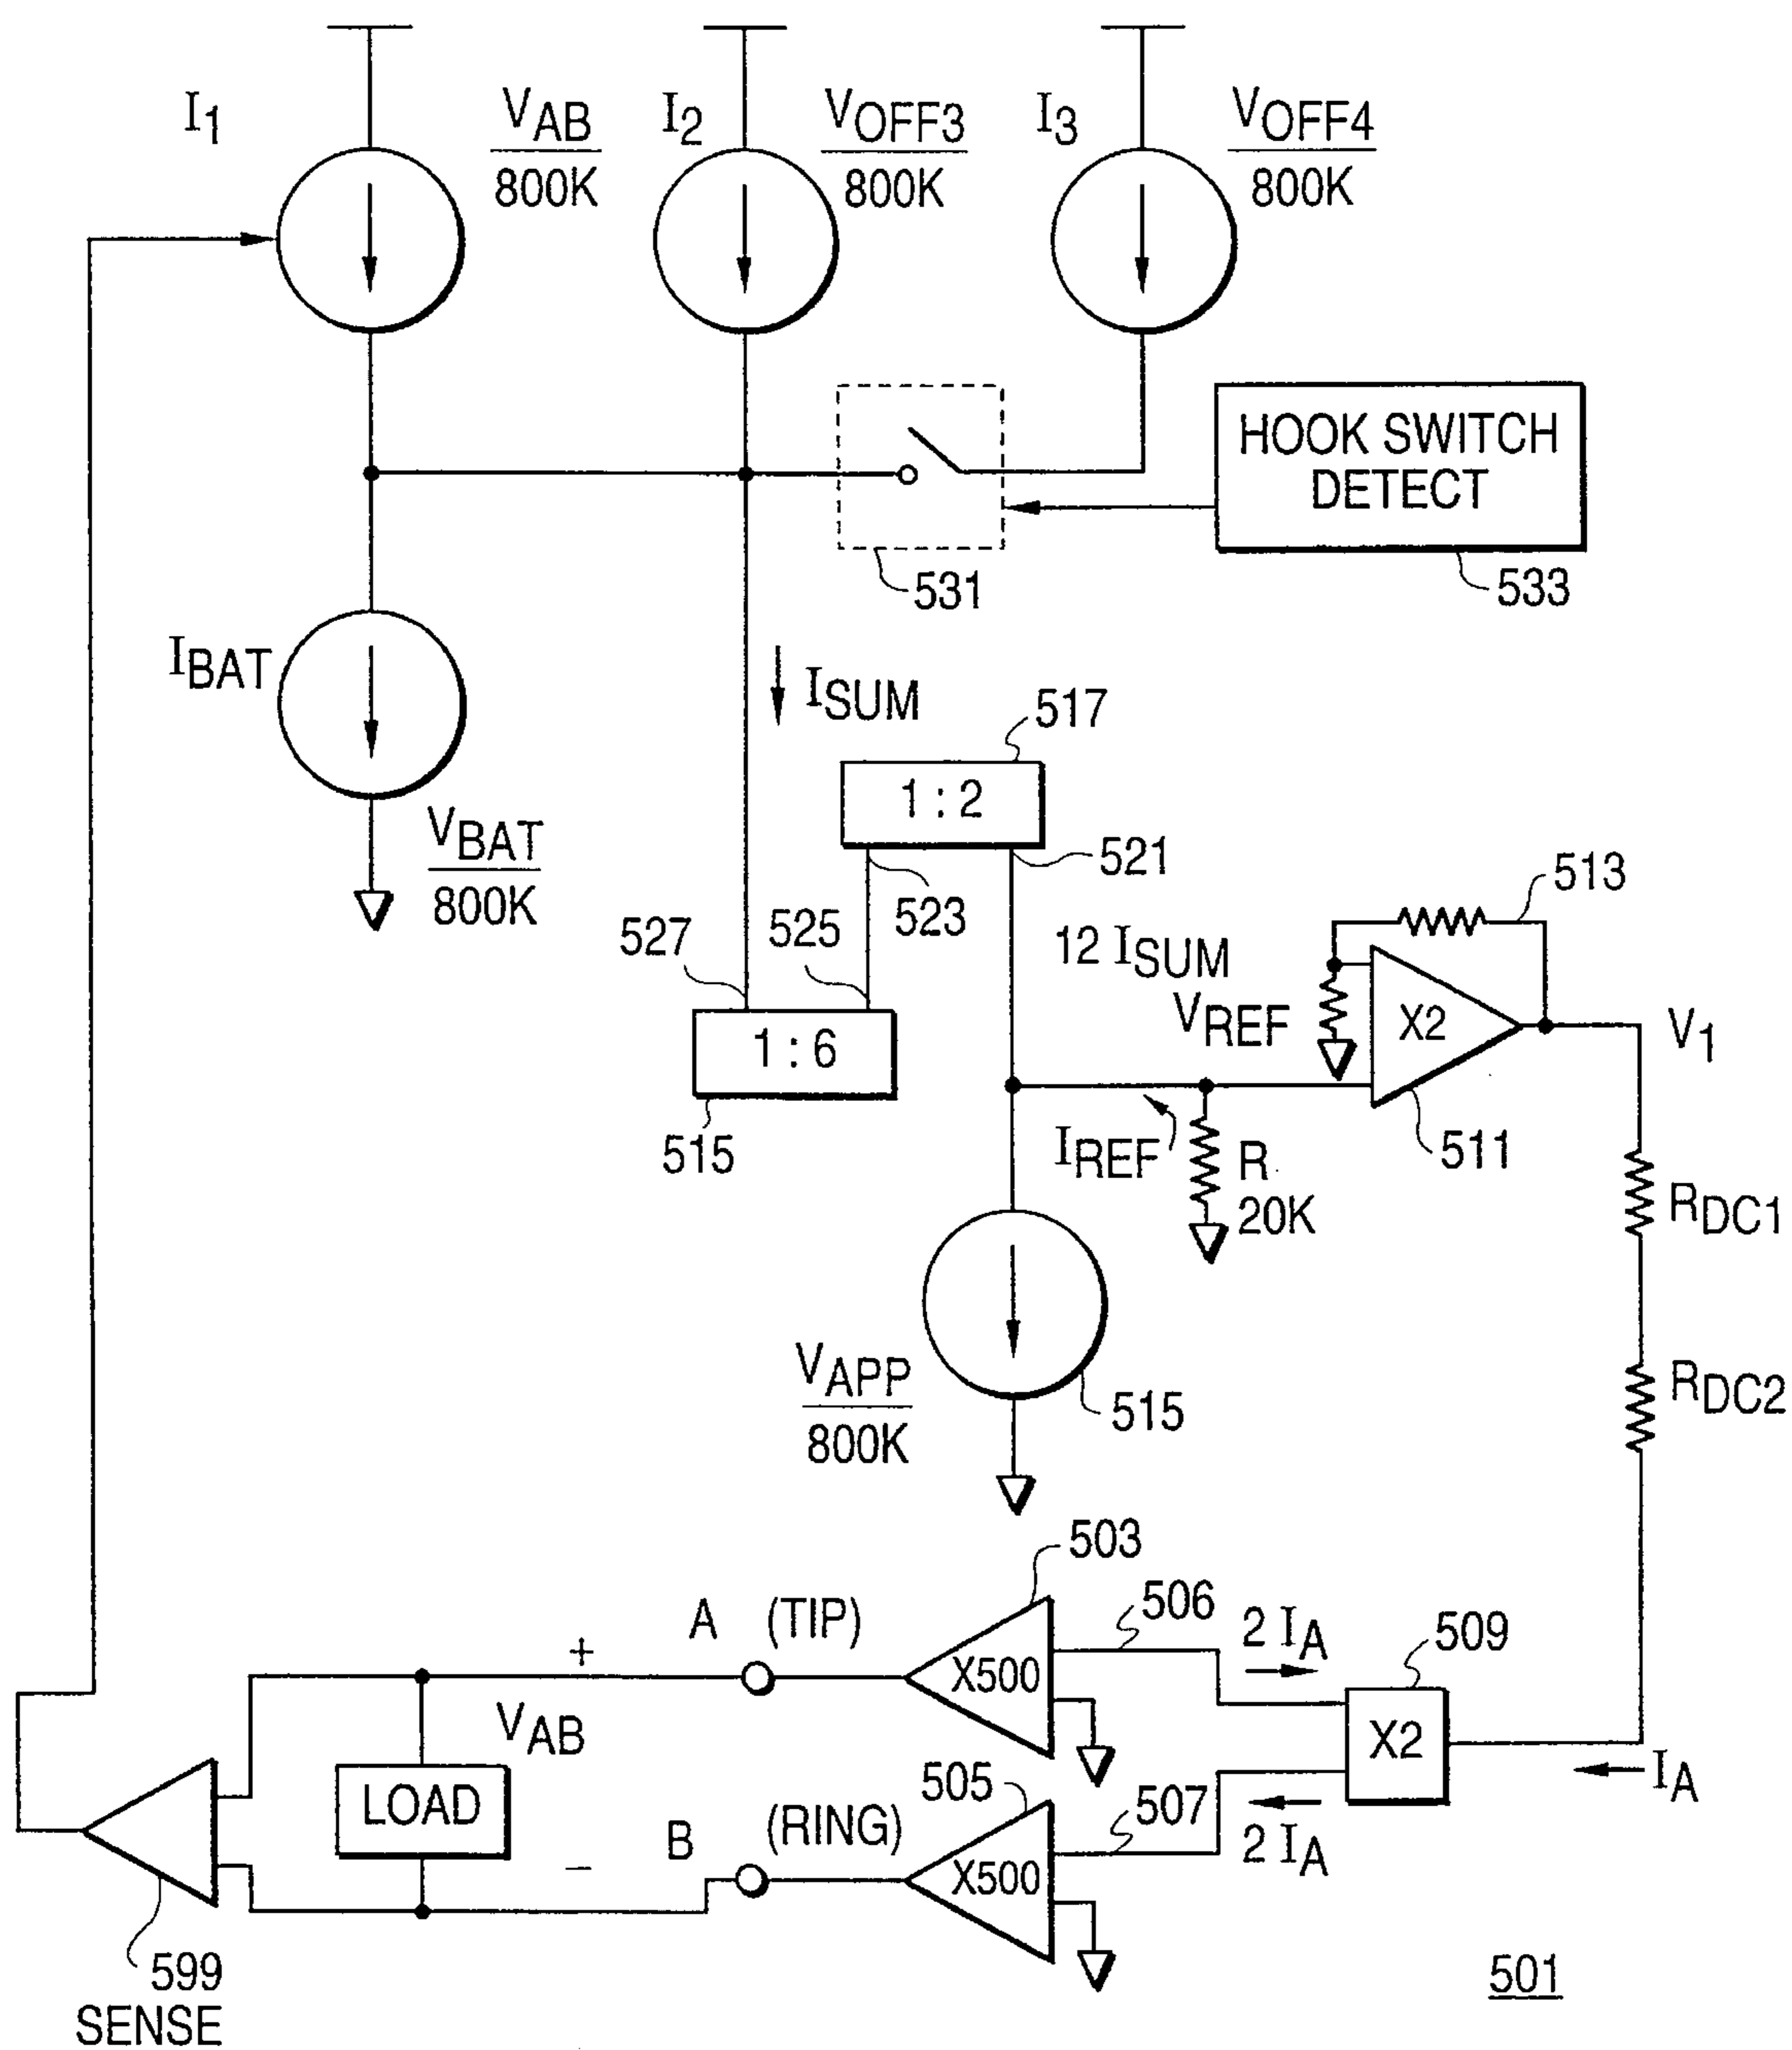 I1
VAB
800K
I2
VOFF3
800K
I3
VOFF4
800K
HOOK SWITCH
DETECT
531
533
IBAT
VBAT
800K
ISUM
517
1 : 2
521
523
527
525
1 : 6
515
12 ISUM
VREF
513
X2
V1
511
IREF
R
20K
RDC1
RDC2
VAPP
800K
515
503
A (TIP)
+
X500
506
2 IA
509
X2
IA
VAB
LOAD
505
507
2 IA
B (RING)
–
X500
599
SENSE
501